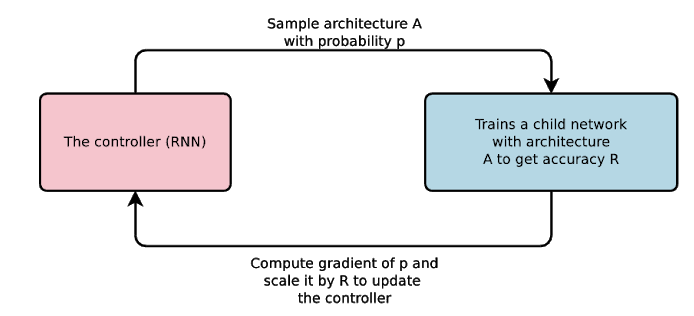 Sample architecture A
with probability p
The controller (RNN)
Trains a child network
with architecture
A to get accuracy R
Compute gradient of p and
scale it by R to update
the controller